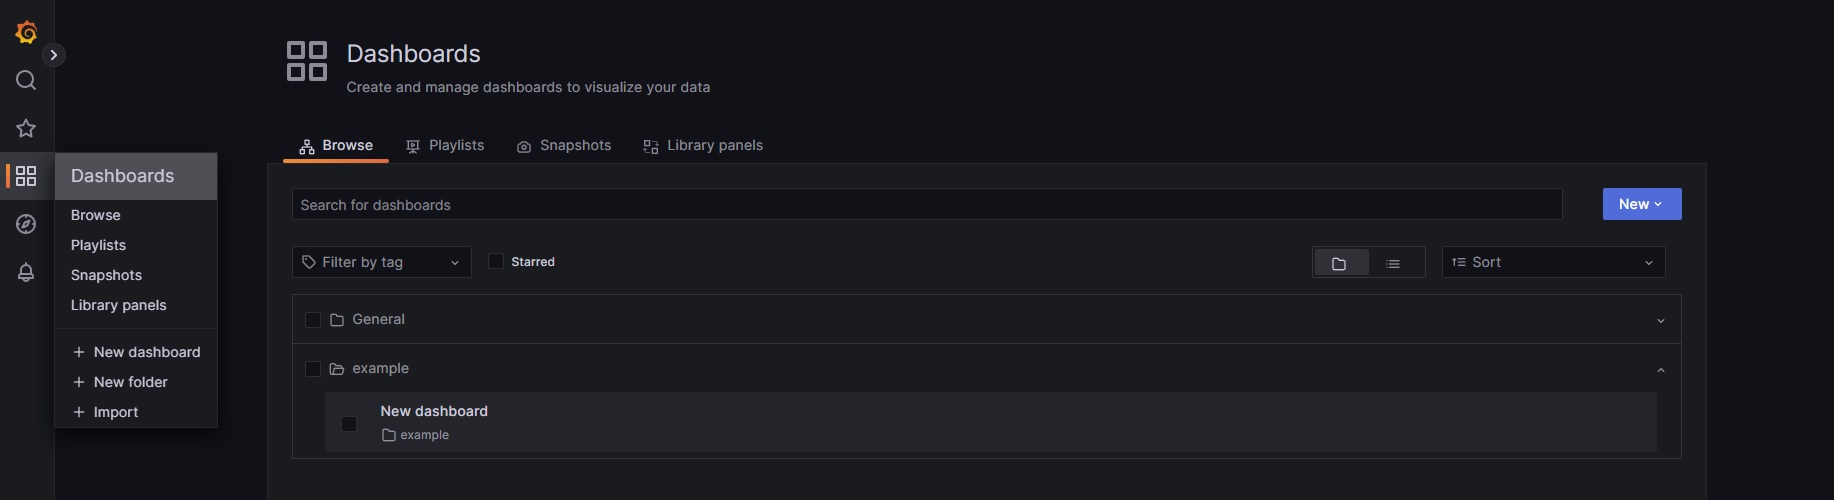 Dashboards
Create and manage dashboards to visualize your data
Browse Playlists Snapshots Library panels
Dashboards
Browse
Playlists
Snapshots
Library panels
New dashboard
New folder
Import
Search for dashboards New
Filter by tag Starred Sort
General
example
New dashboard
example